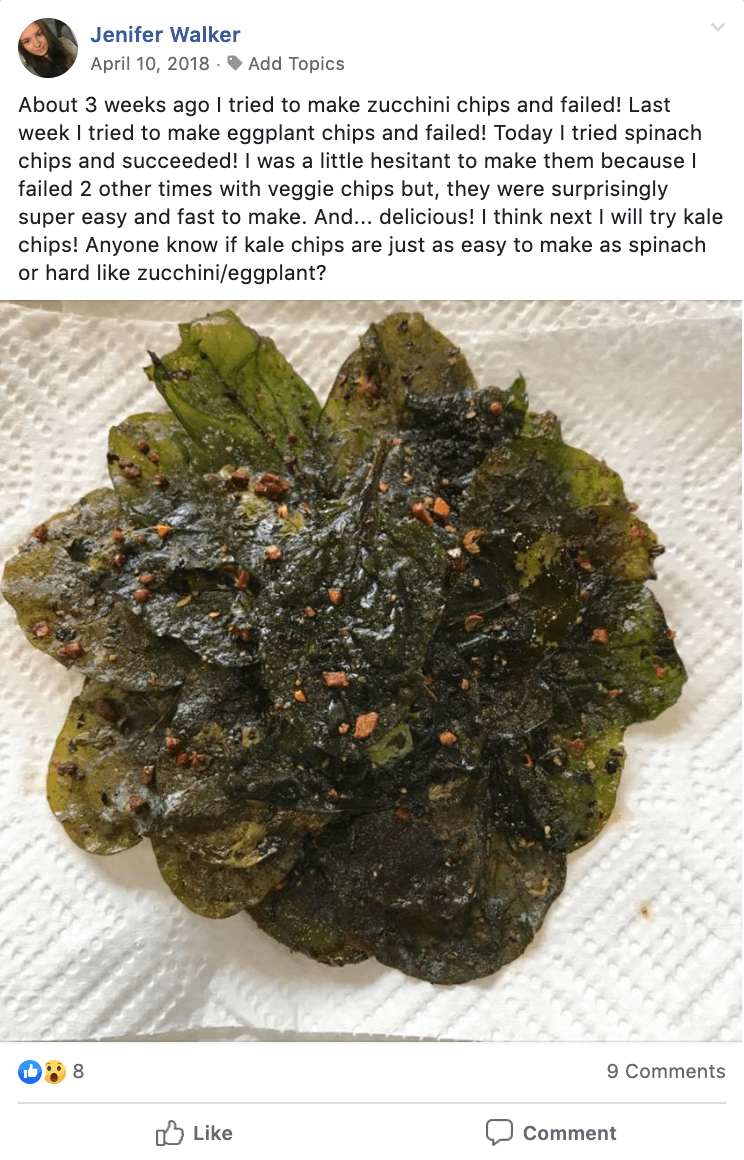 Jenifer Walker
April 10, 2018 · Add Topics
About 3 weeks ago I tried to make zucchini chips and failed! Last
week I tried to make eggplant chips and failed! Today I tried spinach
chips and succeeded! I was a little hesitant to make them because I
failed 2 other times with veggie chips but, they were surprisingly
super easy and fast to make. And... delicious! I think next I will try kale
chips! Anyone know if kale chips are just as easy to make as spinach
or hard like zucchini/eggplant?
8
9 Comments
Like
Comment